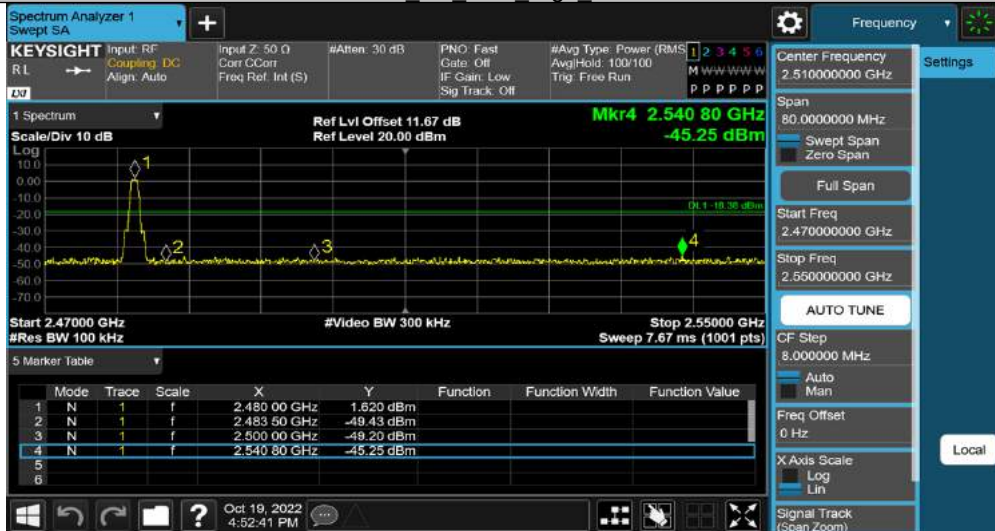 Spectrum Analyzer 1
Swept SA
Frequency
KEYSIGHT
R L
LXI
Input: RF
Coupling: DC
Align: Auto
Input Z: 50 Ω
Corr CCorr
Freq Ref: Int (S)
#Atten: 30 dB
PNO: Fast
Gate: Off
IF Gain: Low
Sig Track: Off
#Avg Type: Power (RMS
Avg|Hold: 100/100
Trig: Free Run
1 2 3 4 5 6
M W W W W W
P P P P P P
1 Spectrum
Scale/Div 10 dB
Ref Lvl Offset 11.67 dB
Ref Level 20.00 dBm
Mkr4 2.540 80 GHz
-45.25 dBm
Log
10.0
0.00
-10.0
-20.0
-30.0
-40.0
-50.0
-60.0
-70.0
1
2
3
4
DL1 -18.38 dBm
Start 2.47000 GHz
#Res BW 100 kHz
#Video BW 300 kHz
Stop 2.55000 GHz
Sweep 7.67 ms (1001 pts)
5 Marker Table
Mode Trace Scale X Y Function Function Width Function Value
1 N 1 f 2.480 00 GHz 1.620 dBm
2 N 1 f 2.483 50 GHz -49.43 dBm
3 N 1 f 2.500 00 GHz -49.20 dBm
4 N 1 f 2.540 80 GHz -45.25 dBm
5
6
?
Oct 19, 2022
4:52:41 PM
Center Frequency
2.510000000 GHz
Span
80.0000000 MHz
Swept Span
Zero Span
Full Span
Start Freq
2.470000000 GHz
Stop Freq
2.550000000 GHz
AUTO TUNE
CF Step
8.000000 MHz
Auto
Man
Freq Offset
0 Hz
X Axis Scale
Log
Lin
Signal Track
(Span Zoom)
Settings
Local